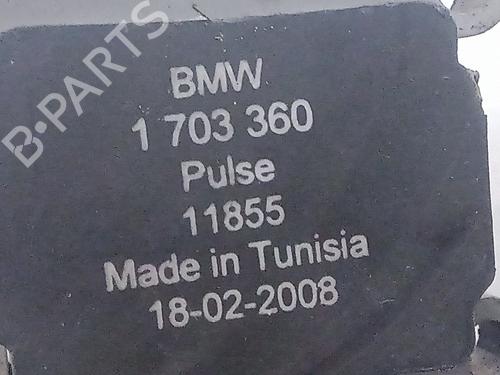 B-PARTS
BMW
1 703 360
Pulse
11855
Made in Tunisia
18-02-2008